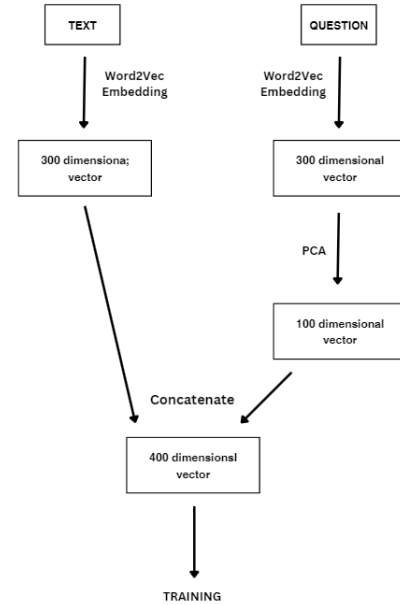 TEXT
QUESTION
Word2Vec
Embedding
Word2Vec
Embedding
300 dimensiona;
vector
300 dimensional
vector
PCA
100 dimensional
vector
Concatenate
400 dimensionsl
vector
TRAINING